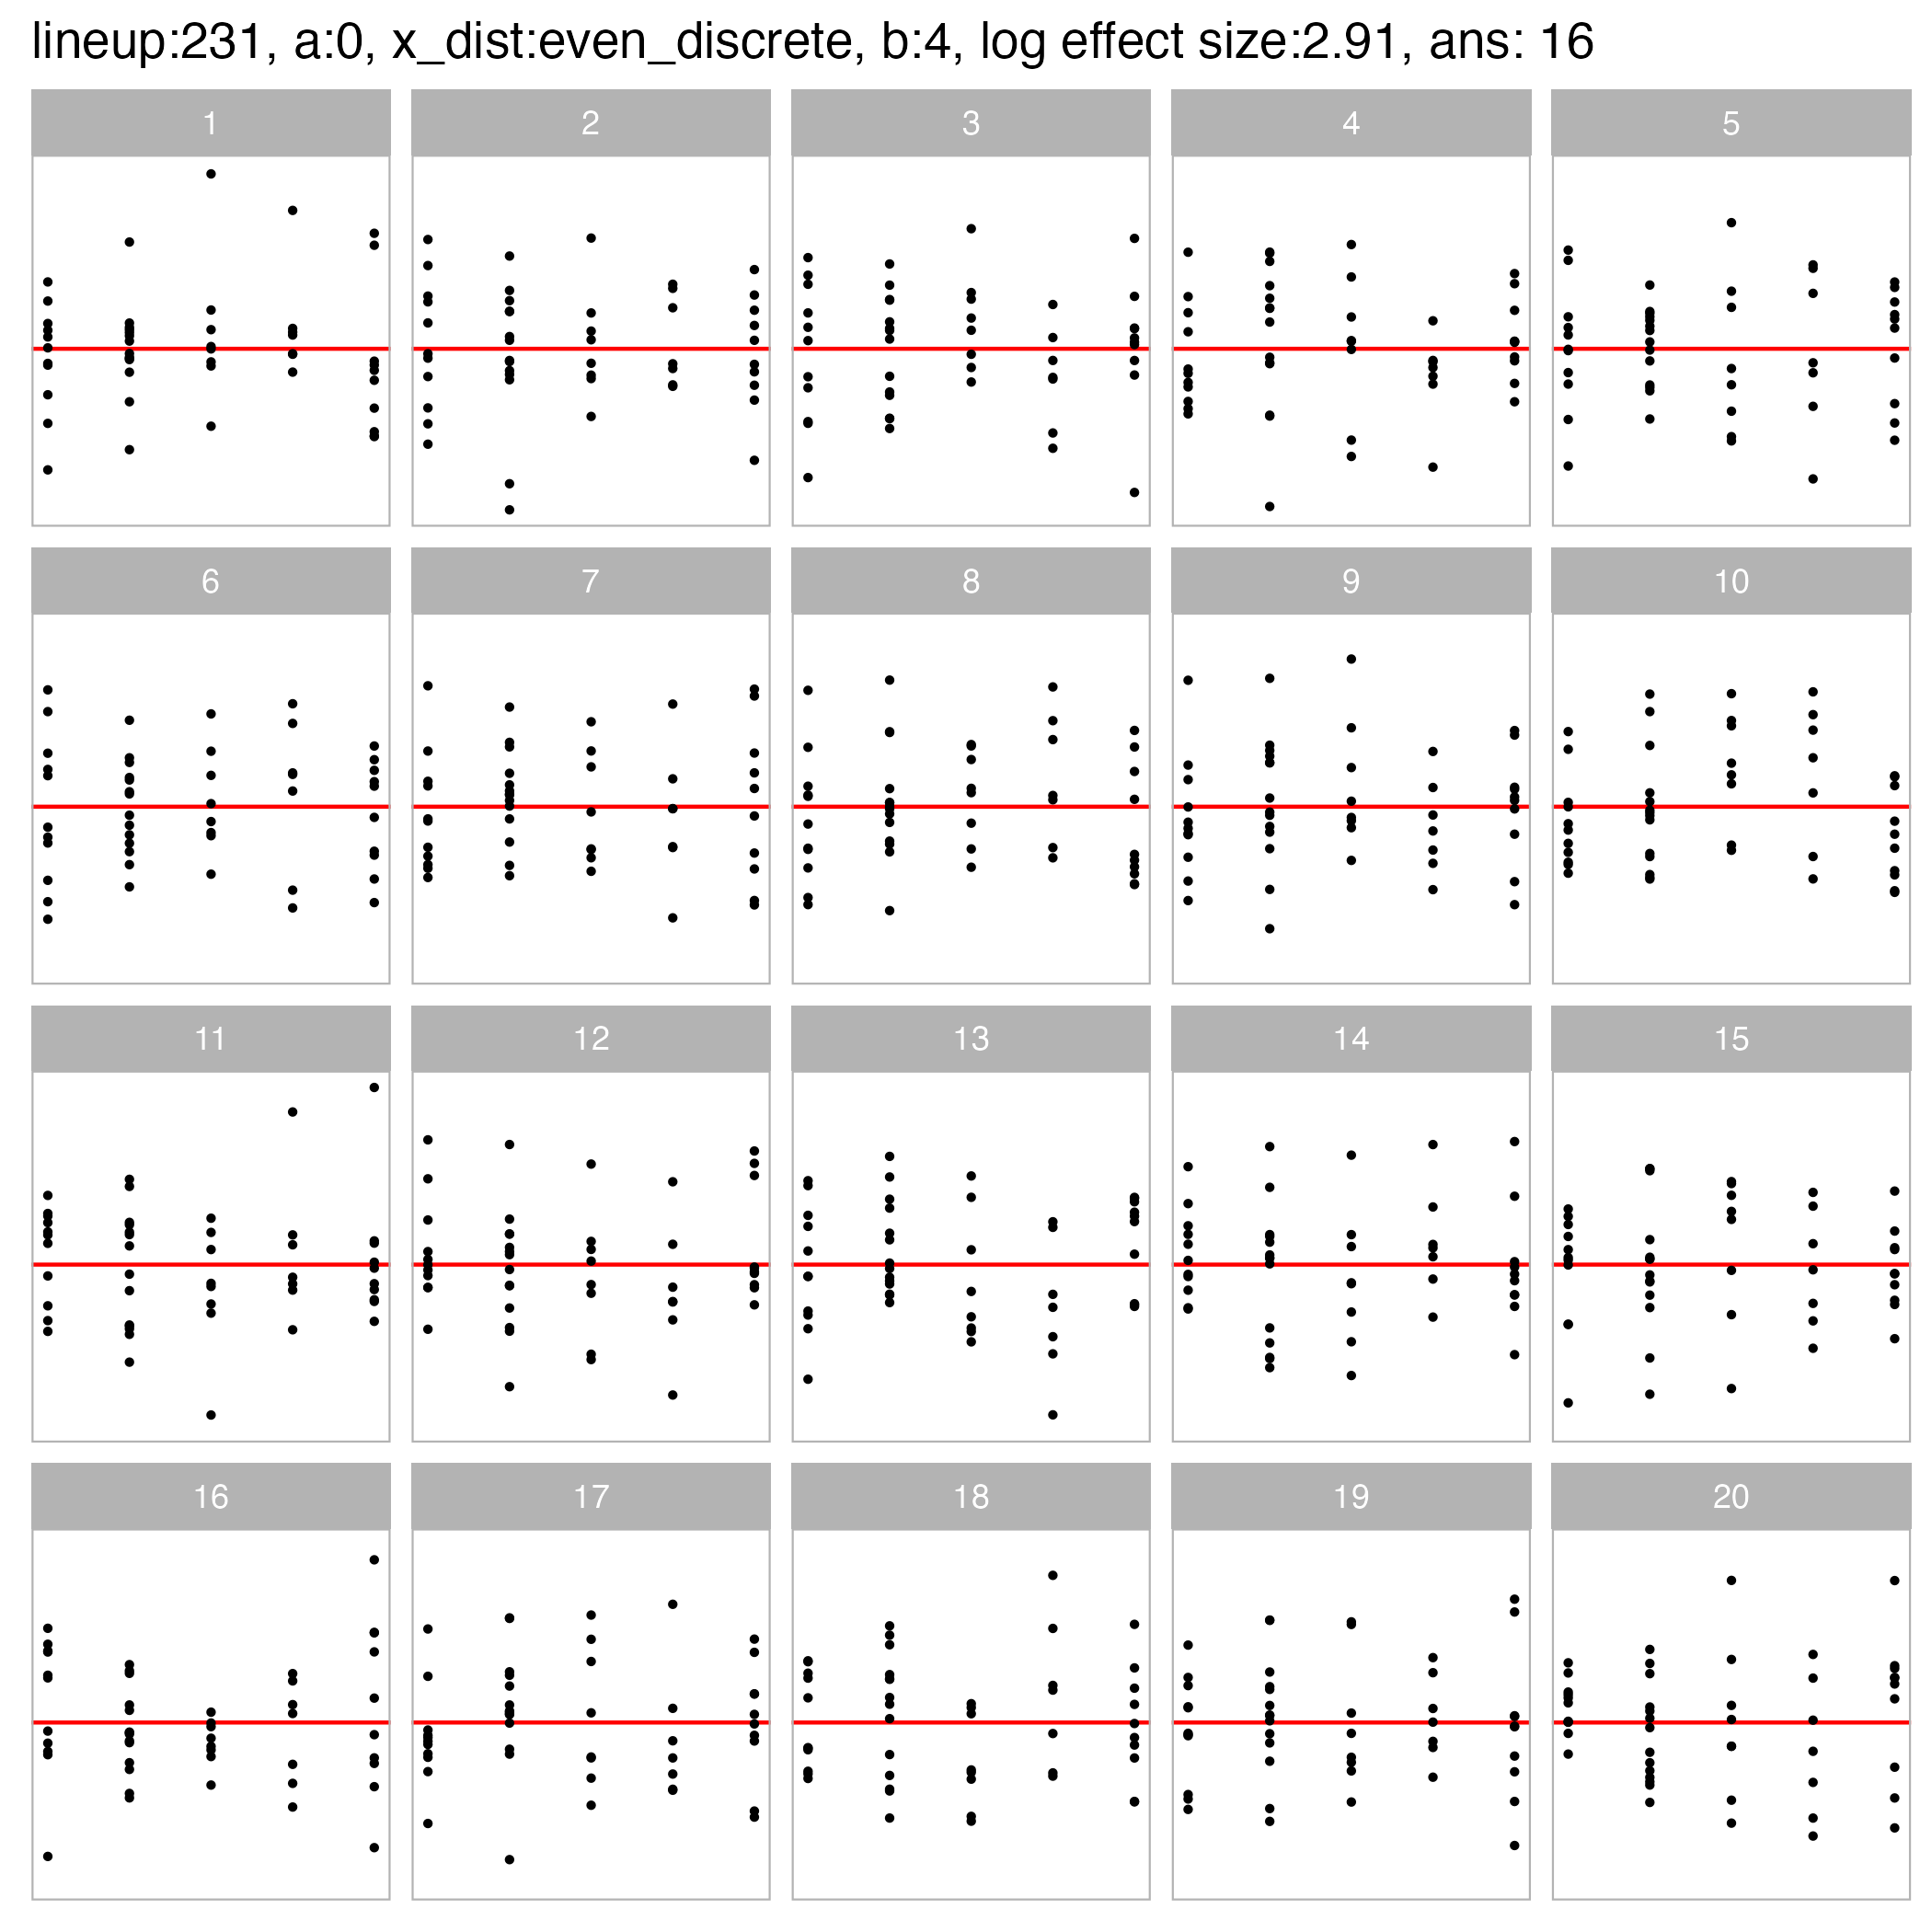 lineup:231, a:0, x_dist:even_discrete, b:4, log effect size:2.91, ans: 16
1 2 3 4 5
6 7 8 9 10
11 12 13 14 15
16 17 18 19 20